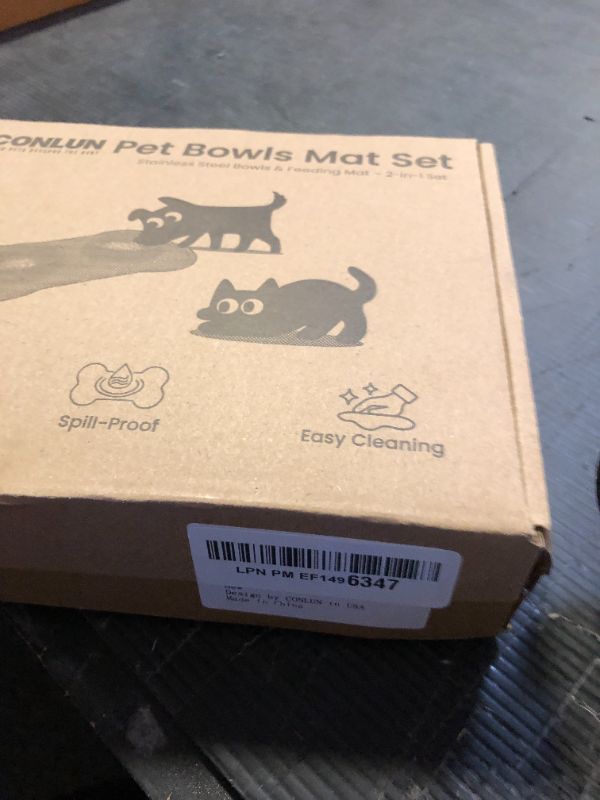 CONLUN Pet Bowls Mat Set
Stainless Steel Bowls & Feeding Mat - 2-in-1 Set
Spill-Proof
Easy Cleaning
LPN PM EF1496347
Design by CONLUN in USA
Made in China